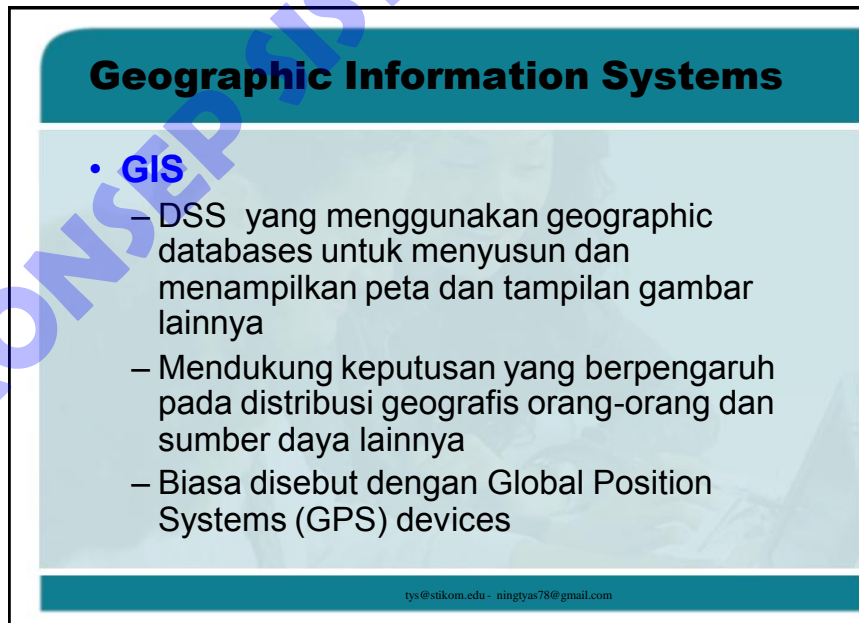 Geographic Information Systems
• GIS
– DSS yang menggunakan geographic
databases untuk menyusun dan
menampilkan peta dan tampilan gambar
lainnya
– Mendukung keputusan yang berpengaruh
pada distribusi geografis orang-orang dan
sumber daya lainnya
– Biasa disebut dengan Global Position
Systems (GPS) devices
tys@stikom.edu - ningtyas78@gmail.com
KONSEP SIST